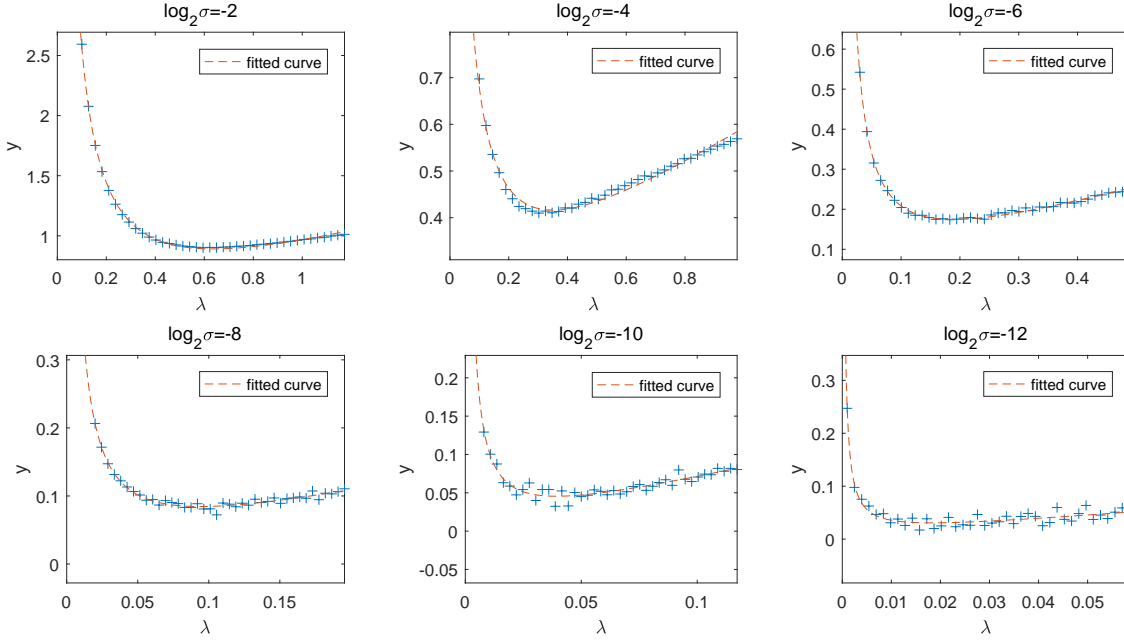 log₂σ=-2
2.5
2
1.5
1
y
0 0.2 0.4 0.6 0.8 1
λ
fitted curve
log₂σ=-4
0.7
0.6
0.5
0.4
0.3
y
0 0.2 0.4 0.6 0.8
λ
fitted curve
log₂σ=-6
0.6
0.5
0.4
0.3
0.2
0.1
y
0 0.1 0.2 0.3 0.4
λ
fitted curve
log₂σ=-8
0.3
0.2
0.1
0
y
0 0.05 0.1 0.15
λ
fitted curve
log₂σ=-10
0.2
0.15
0.1
0.05
0
-0.05
y
0 0.05 0.1
λ
fitted curve
log₂σ=-12
0.3
0.2
0.1
0
y
0 0.01 0.02 0.03 0.04 0.05
λ
fitted curve